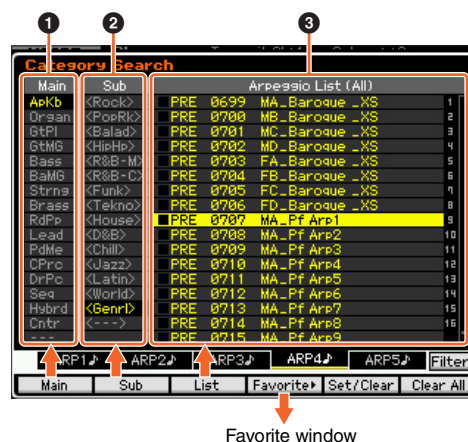 1 2 3
Category Search
Main Sub Arpeggio List (All)
ApKb <Rock> PRE 0699 MA_Baroque _XS 1
Organ <PopRk> PRE 0700 MB_Baroque _XS 2
GtPl <Balad> PRE 0701 MC_Baroque _XS 3
GtMG <HipHp> PRE 0702 MD_Baroque _XS 4
Bass <R&B-M> PRE 0703 FA_Baroque _XS 5
BaMG <R&B-C> PRE 0704 FB_Baroque _XS 6
Strng <Funk> PRE 0705 FC_Baroque _XS 7
Brass <Tekno> PRE 0706 FD_Baroque _XS 8
RdPp <House> PRE 0707 MA_Pf Arp1 9
Lead <D&B> PRE 0708 MA_Pf Arp2 10
PdMe <Chill> PRE 0709 MA_Pf Arp3 11
CPrc <Jazz> PRE 0710 MA_Pf Arp4 12
DrPc <Latin> PRE 0711 MA_Pf Arp5 13
Seq <World> PRE 0712 MA_Pf Arp6 14
Hybrd <Genrl> PRE 0713 MA_Pf Arp7 15
Cntr <---> PRE 0714 MA_Pf Arp8 16
--- PRE 0715 MA_Pf Arp9
ARP1♪ ARP2♪ ARP3♪ ARP4♪ ARP5♪ Filter
Main Sub List Favorite▸ Set/Clear Clear All
Favorite window